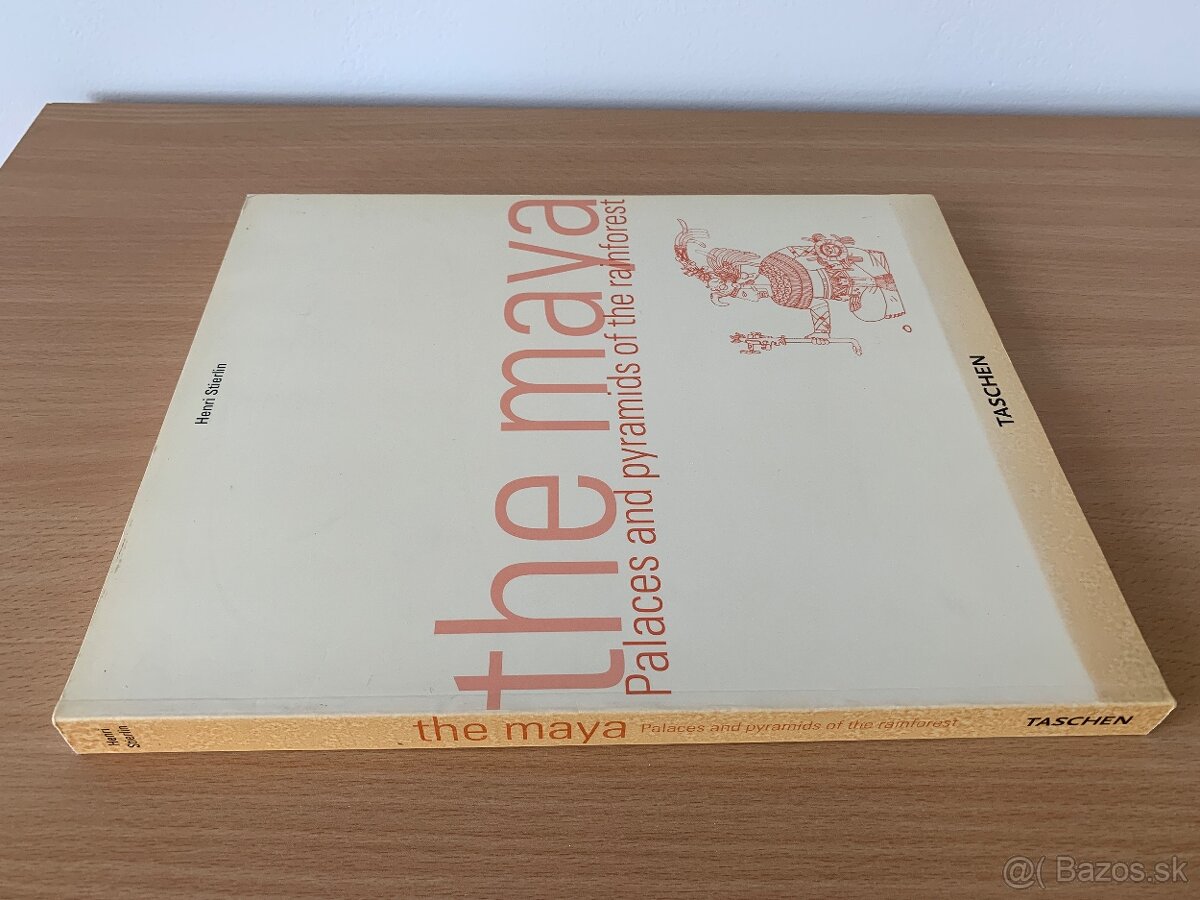 Henri Stierlin
the maya
Palaces and pyramids of the rainforest
TASCHEN
Henri
Stierlin
the maya Palaces and pyramids of the rainforest TASCHEN
@( Bazos.sk